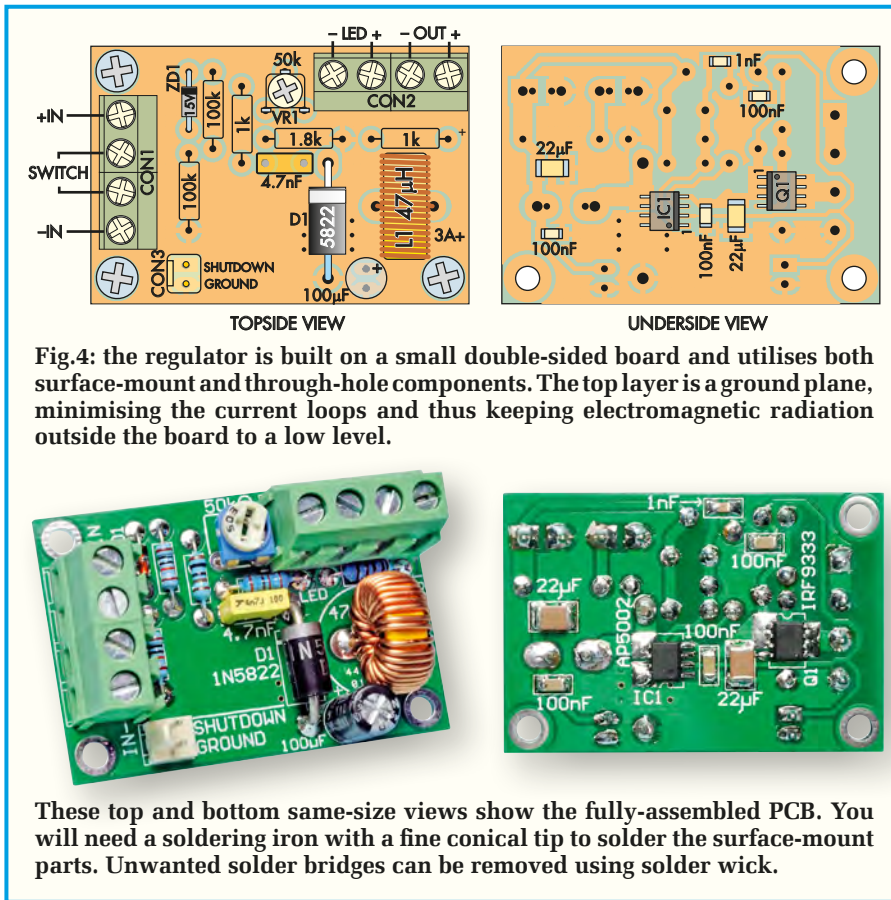 – LED +   – OUT +
50k
ZD1
15V
100k
1k
VR1
CON2
+IN
SWITCH
CON1
–IN
1.8k
1k
+
4.7nF
100k
D1
5822
L1 47µH
3A+
CON3
SHUTDOWN
GROUND
100µF
+
TOPSIDE VIEW
1nF
100nF
22µF
1
IC1
1
Q1
100nF
100nF
22µF
UNDERSIDE VIEW
Fig.4: the regulator is built on a small double-sided board and utilises both
surface-mount and through-hole components. The top layer is a ground plane,
minimising the current loops and thus keeping electromagnetic radiation
outside the board to a low level.
LED
4.7nF
D1
1N5822
SHUTDOWN
GROUND
IN–
100µF
1nF
100nF
22µF
AP5002
IRF9333
100nF
100nF
IC1
22µF
Q1
These top and bottom same-size views show the fully-assembled PCB. You
will need a soldering iron with a fine conical tip to solder the surface-mount
parts. Unwanted solder bridges can be removed using solder wick.